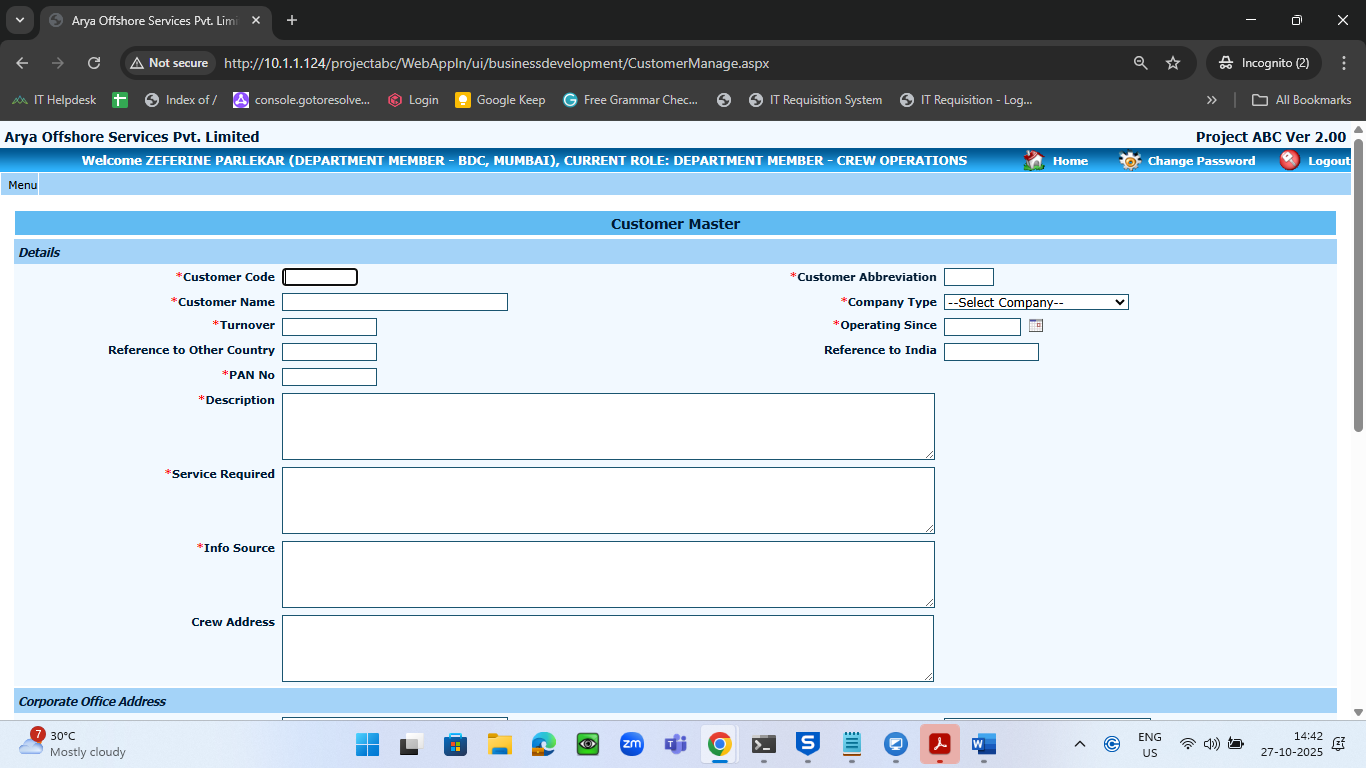 Arya Offshore Services Pvt. Limi
Not secure http://10.1.1.124/projectabc/WebAppIn/ui/businessdevelopment/CustomerManage.aspx Incognito (2)
IT Helpdesk Index of / console.gotoresolve... Login Google Keep Free Grammar Chec... IT Requisition System IT Requisition - Log... » All Bookmarks
Arya Offshore Services Pvt. Limited Project ABC Ver 2.00
Welcome ZEFERINE PARLEKAR (DEPARTMENT MEMBER - BDC, MUMBAI), CURRENT ROLE: DEPARTMENT MEMBER - CREW OPERATIONS Home Change Password Logout
Menu
Customer Master
Details
*Customer Code *Customer Abbreviation
*Customer Name *Company Type --Select Company--
*Turnover *Operating Since
Reference to Other Country Reference to India
*PAN No
*Description
*Service Required
*Info Source
Crew Address
Corporate Office Address
7 30°C
Mostly cloudy
zm
W
ENG
US
14:42
27-10-2025